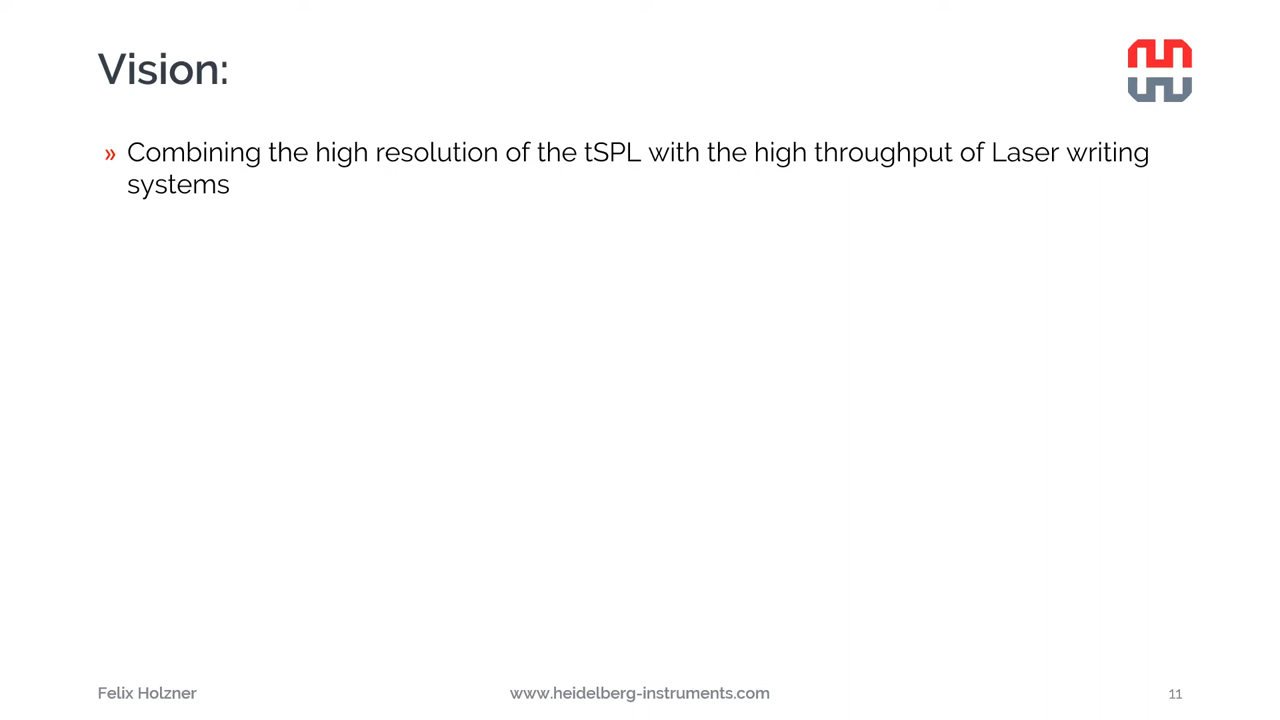 Vision:
» Combining the high resolution of the tSPL with the high throughput of Laser writing
systems
Felix Holzner
www.heidelberg-instruments.com
11